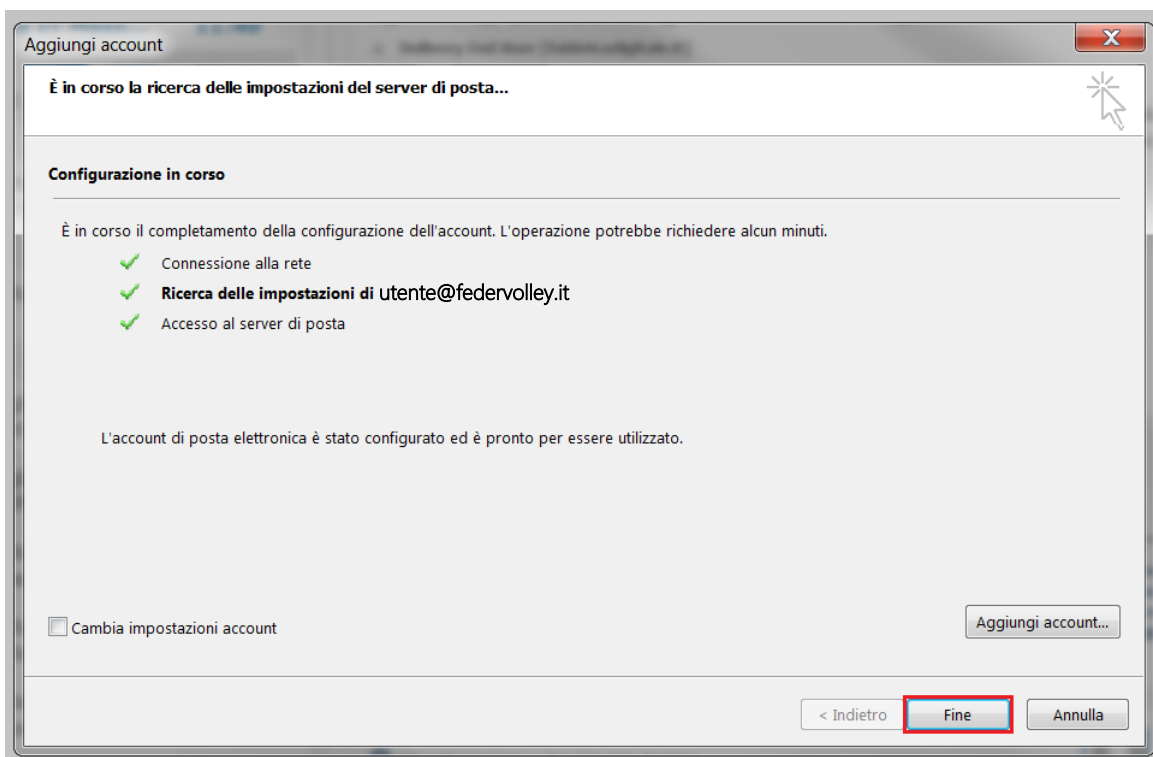 Aggiungi account
È in corso la ricerca delle impostazioni del server di posta...
Configurazione in corso
È in corso il completamento della configurazione dell'account. L'operazione potrebbe richiedere alcun minuti.
Connessione alla rete
Ricerca delle impostazioni di utente@federvolley.it
Accesso al server di posta
L'account di posta elettronica è stato configurato ed è pronto per essere utilizzato.
Cambia impostazioni account
Aggiungi account...
< Indietro
Fine
Annulla